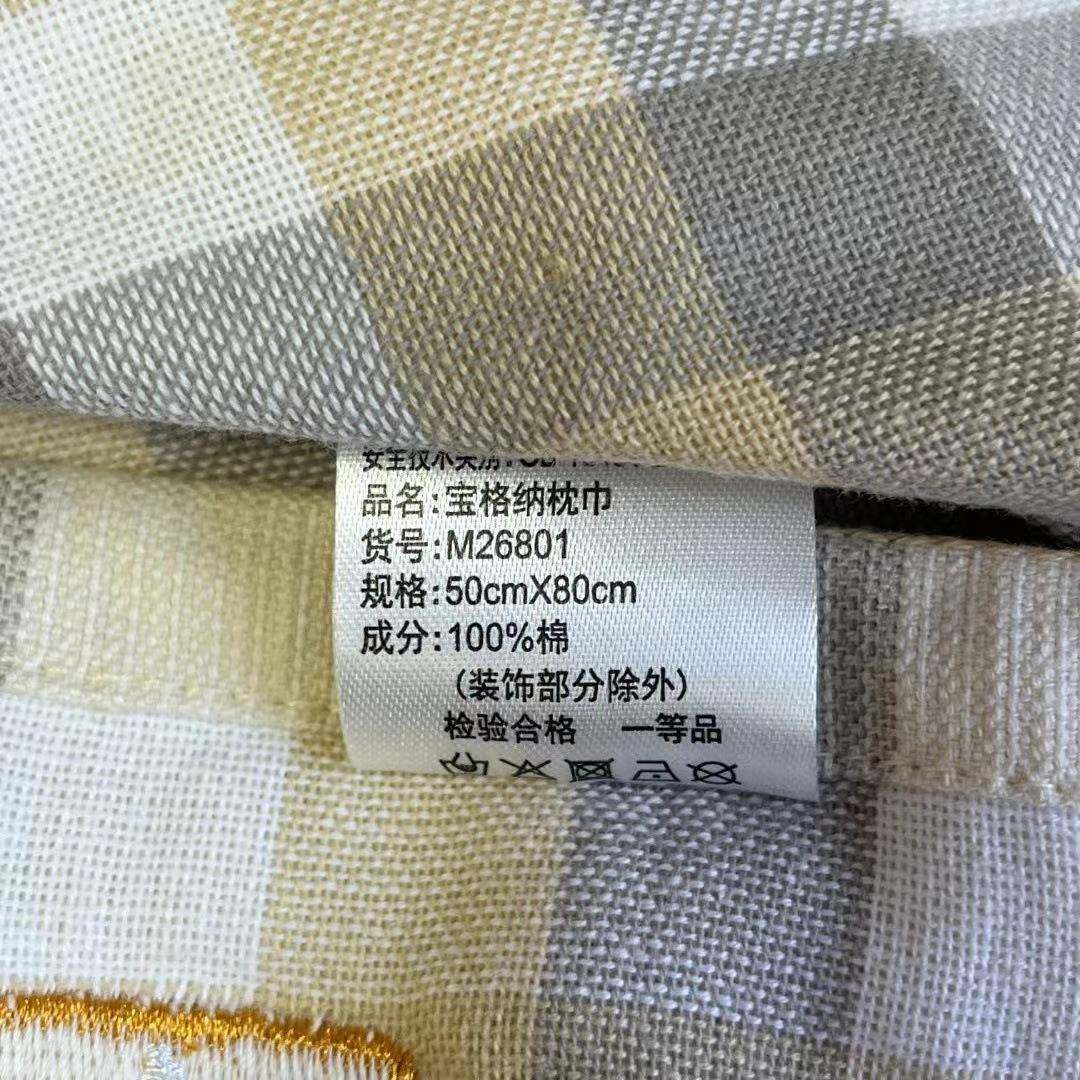 品名:宝格纳枕巾
货号:M26801
规格:50cmX80cm
成分:100%棉
(装饰部分除外)
检验合格 一等品